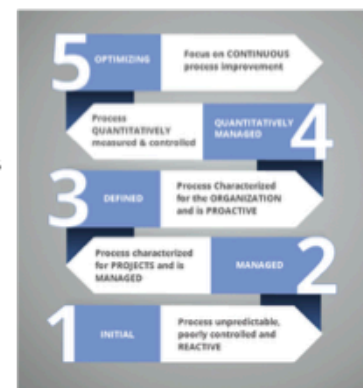 5
OPTIMIZING
Focus on CONTINUOUS
process improvement
Process
QUANTITATIVELY
measured & controlled
QUANTITATIVELY
MANAGED
4
3
DEFINED
Process Characterized
for the ORGANIZATION
and is PROACTIVE
Process characterized
for PROJECTS and is
MANAGED
MANAGED
2
1
INITIAL
Process unpredictable,
poorly controlled and
REACTIVE